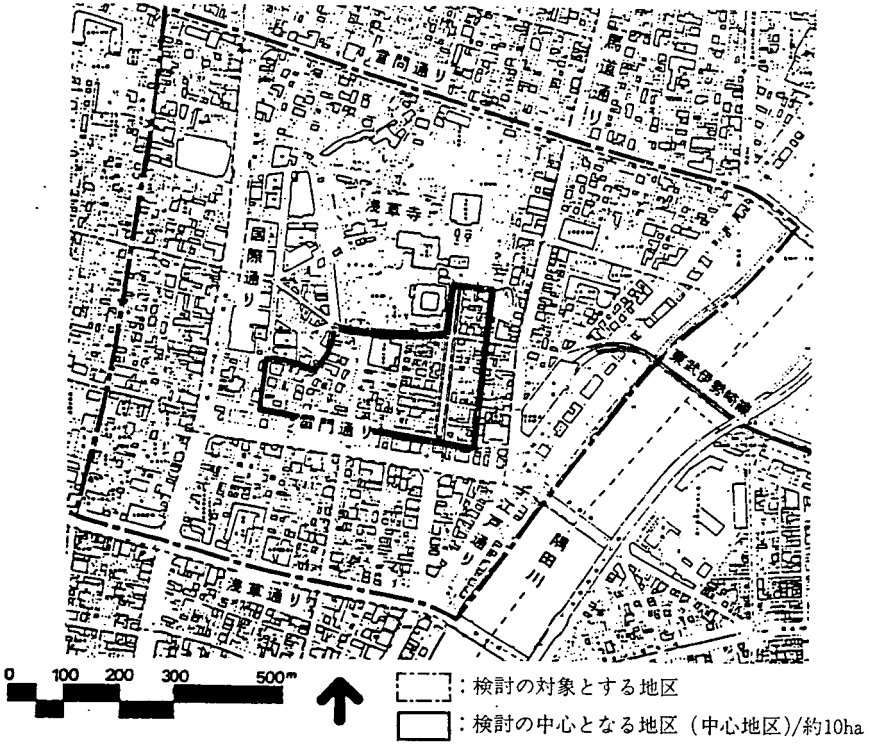 言問通り
馬道通り
浅草寺
国際通り
東武伊勢崎線
雷門通り
江戸通り
隅田川
浅草通り
0 100 200 300 500m
：検討の対象とする地区
：検討の中心となる地区（中心地区）/約10ha